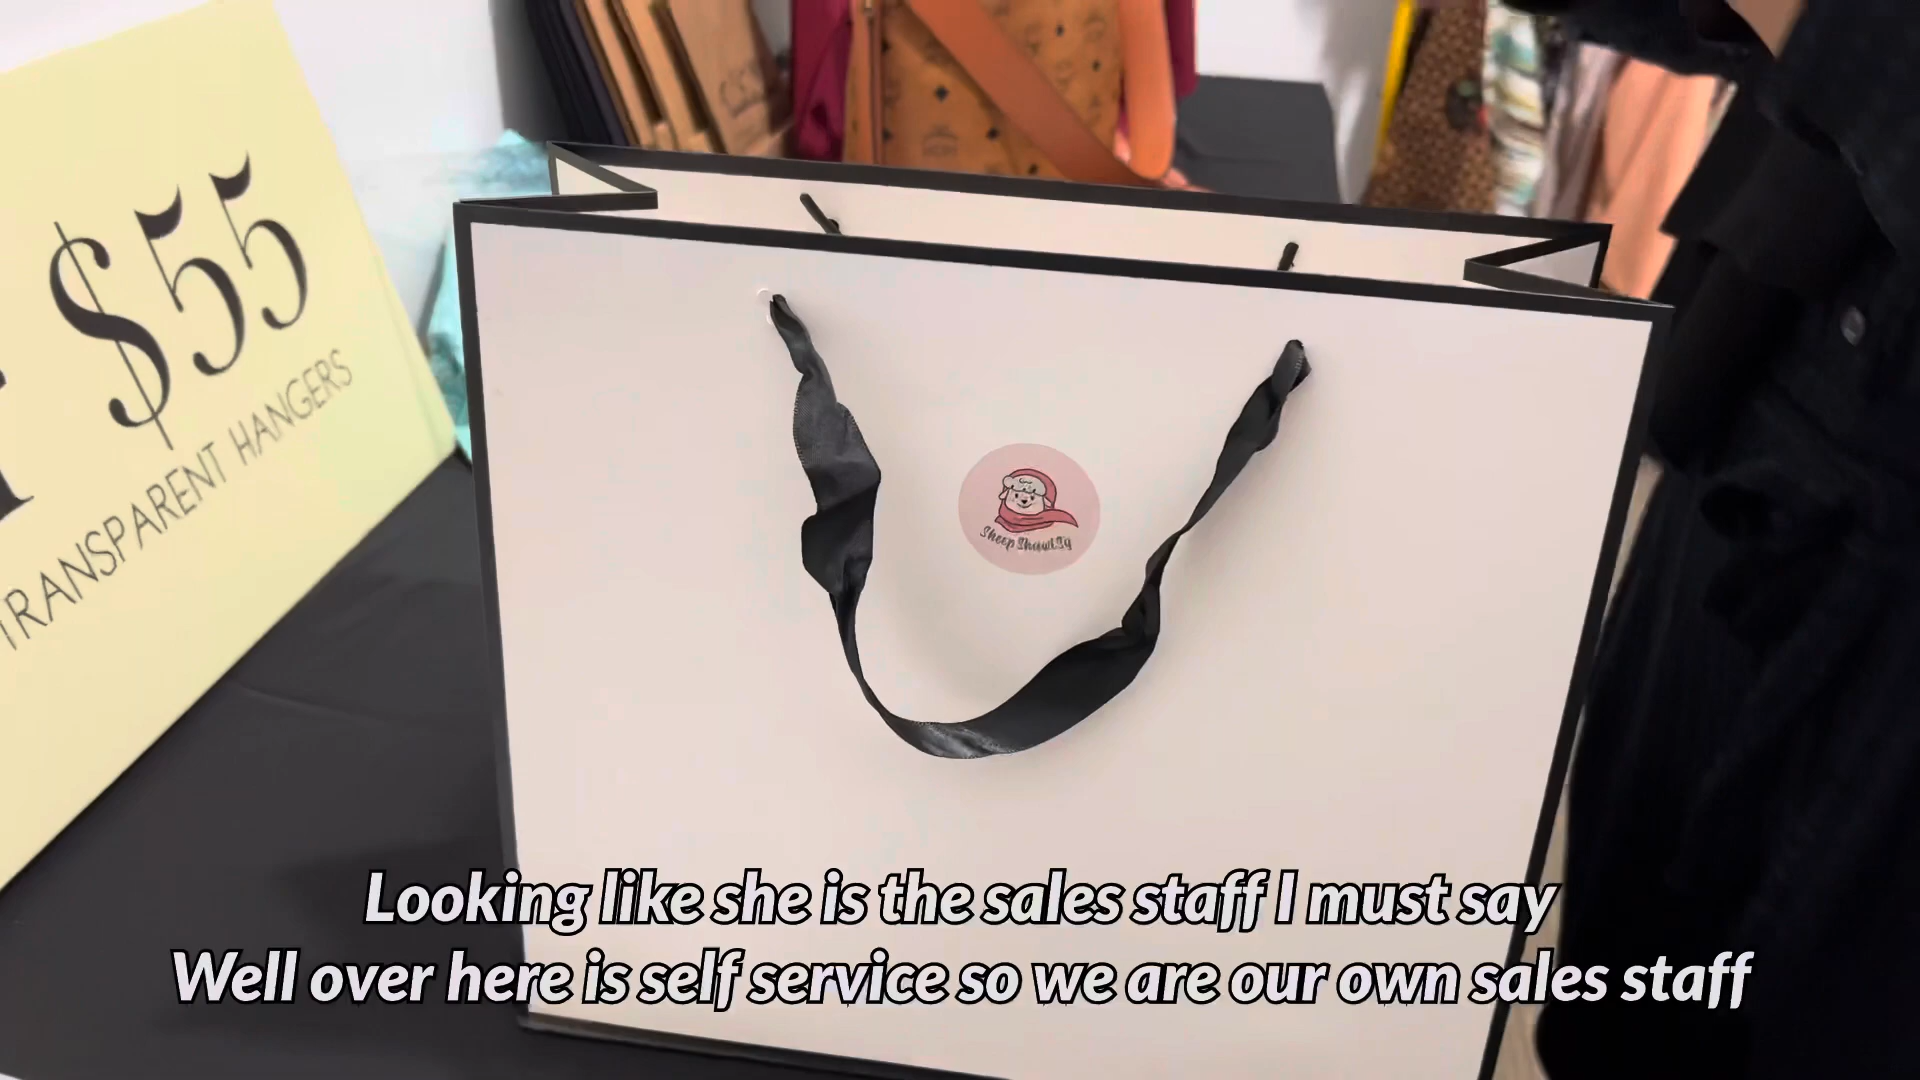 $55
TRANSPARENT HANGERS
Sheep Shawl Sg
Looking like she is the sales staff I must say
Well over here is self service so we are our own sales staff